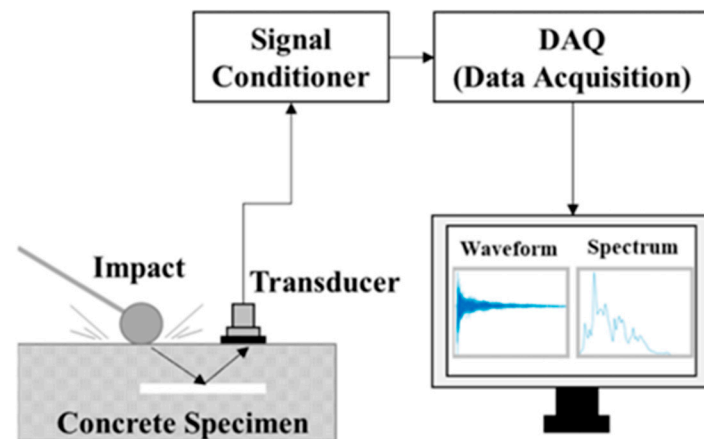 Signal
Conditioner
DAQ
(Data Acquisition)
Impact
Transducer
Waveform
Spectrum
Concrete Specimen